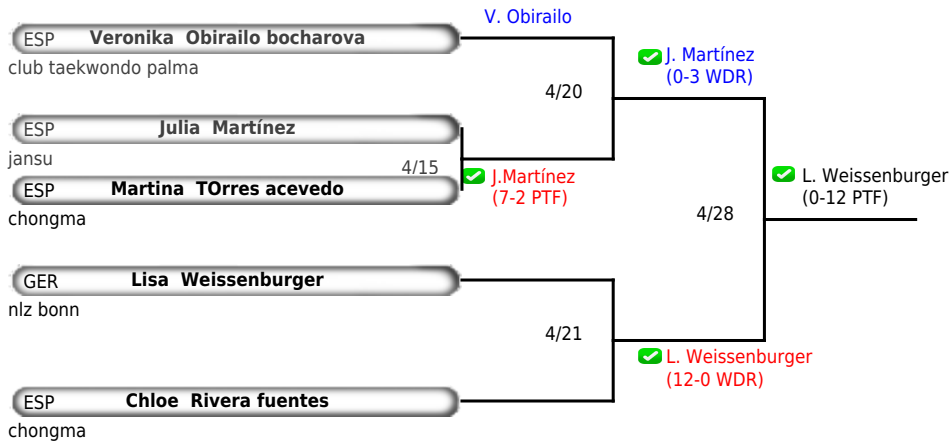 V. Obirailo
ESP Veronika Obirailo bocharova
club taekwondo palma
J. Martínez
(0-3 WDR)
4/20
ESP Julia Martínez
jansu
4/15
J.Martínez
(7-2 PTF)
ESP Martina TOrres acevedo
chongma
L. Weissenburger
(0-12 PTF)
4/28
GER Lisa Weissenburger
nlz bonn
4/21
L. Weissenburger
(12-0 WDR)
ESP Chloe Rivera fuentes
chongma